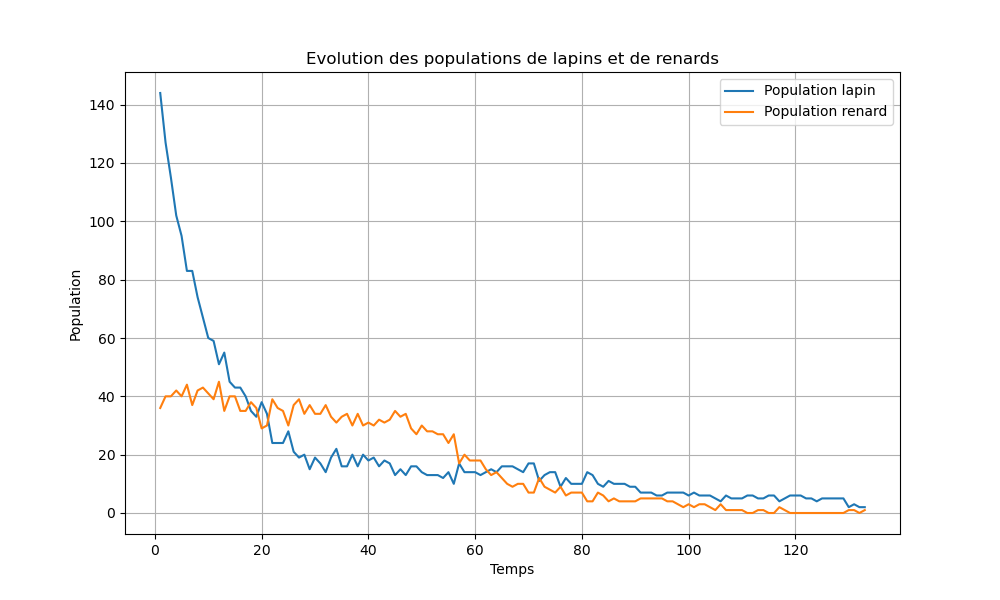 Evolution des populations de lapins et de renards
Population lapin
Population renard
Population
140
120
100
80
60
40
20
0
0 20 40 60 80 100 120
Temps